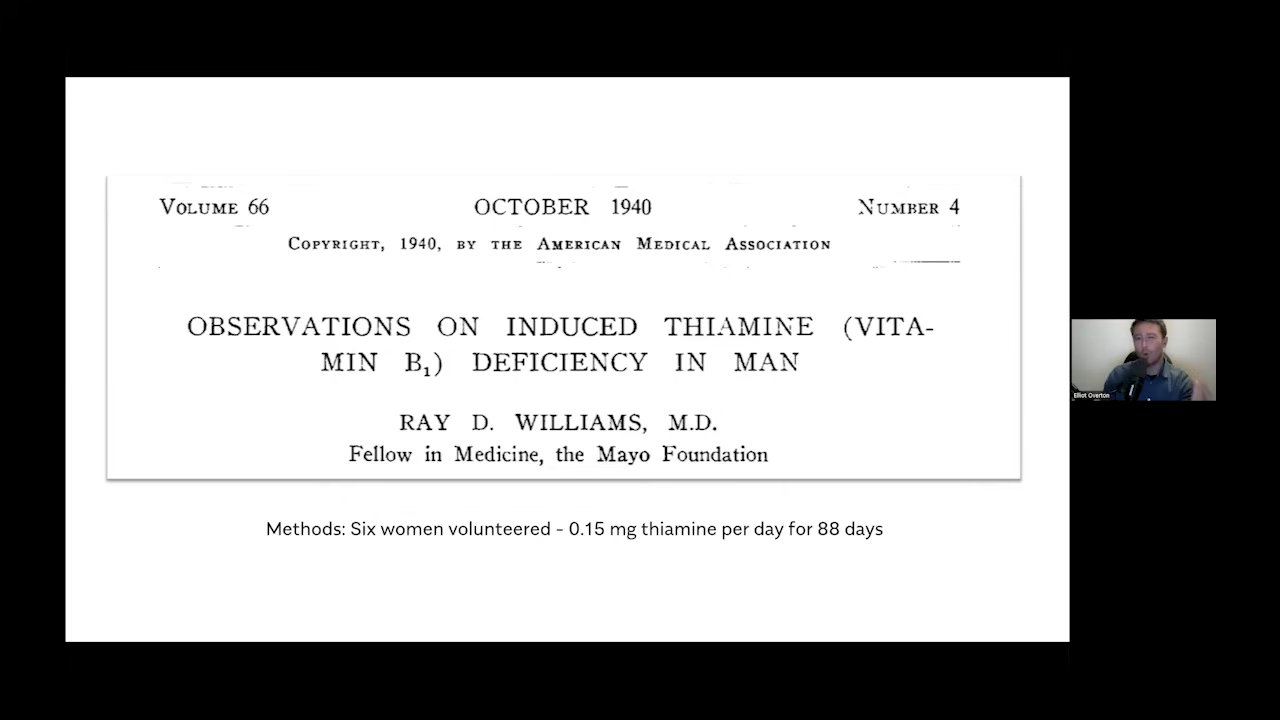 VOLUME 66 OCTOBER 1940 NUMBER 4
COPYRIGHT, 1940, BY THE AMERICAN MEDICAL ASSOCIATION
OBSERVATIONS ON INDUCED THIAMINE (VITA-
MIN B₁) DEFICIENCY IN MAN
RAY D. WILLIAMS, M.D.
Fellow in Medicine, the Mayo Foundation
Elliot Overton
Methods: Six women volunteered - 0.15 mg thiamine per day for 88 days